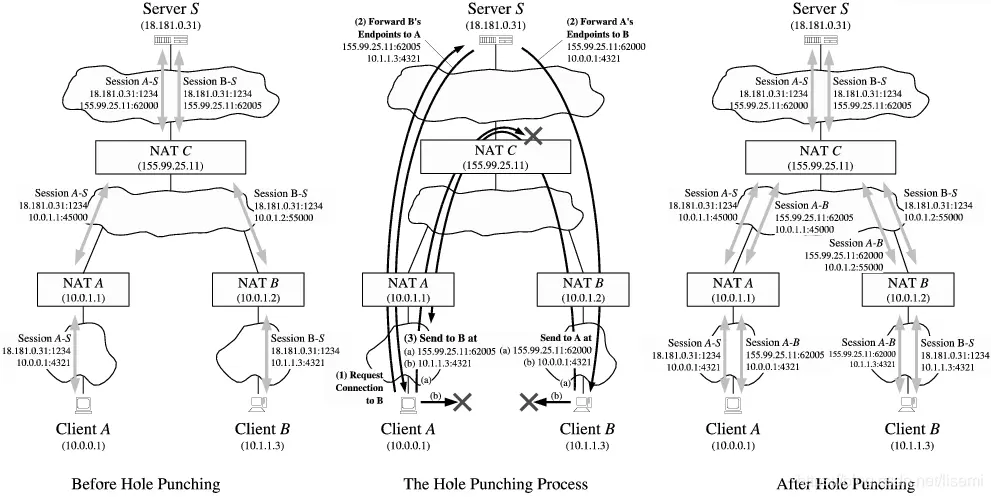 Server S
(18.181.0.31)
Session A-S
18.181.0.31:1234
155.99.25.11:62000
Session B-S
18.181.0.31:1234
155.99.25.11:62005
NAT C
(155.99.25.11)
Session A-S
18.181.0.31:1234
10.0.1.1:45000
Session B-S
18.181.0.31:1234
10.0.1.2:55000
NAT A
(10.0.1.1)
NAT B
(10.0.1.2)
Session A-S
18.181.0.31:1234
10.0.0.1:4321
Session B-S
18.181.0.31:1234
10.1.1.3:4321
Client A
(10.0.0.1)
Client B
(10.1.1.3)
Before Hole Punching
Server S
(18.181.0.31)
(2) Forward B's
Endpoints to A
155.99.25.11:62005
10.1.1.3:4321
(2) Forward A's
Endpoints to B
155.99.25.11:62000
10.0.0.1:4321
NAT C
(155.99.25.11)
NAT A
(10.0.1.1)
NAT B
(10.0.1.2)
(3) Send to B at
(a) 155.99.25.11:62005
(b) 10.1.1.3:4321
Send to A at
(a) 155.99.25.11:62000
(b) 10.0.0.1:4321
(1) Request
Connection
to B
(a)
(b)
(a)
(b)
Client A
(10.0.0.1)
Client B
(10.1.1.3)
The Hole Punching Process
Server S
(18.181.0.31)
Session A-S
18.181.0.31:1234
155.99.25.11:62000
Session B-S
18.181.0.31:1234
155.99.25.11:62005
NAT C
(155.99.25.11)
Session A-S
18.181.0.31:1234
10.0.1.1:45000
Session A-B
155.99.25.11:62005
10.0.1.1:45000
Session A-B
155.99.25.11:62000
10.0.1.2:55000
Session B-S
18.181.0.31:1234
10.0.1.2:55000
NAT A
(10.0.1.1)
NAT B
(10.0.1.2)
Session A-S
18.181.0.31:1234
10.0.0.1:4321
Session A-B
155.99.25.11:62005
10.0.0.1:4321
Session A-B
155.99.25.11:62000
10.1.1.3:4321
Session B-S
18.181.0.31:1234
10.1.1.3:4321
Client A
(10.0.0.1)
Client B
(10.1.1.3)
After Hole Punching